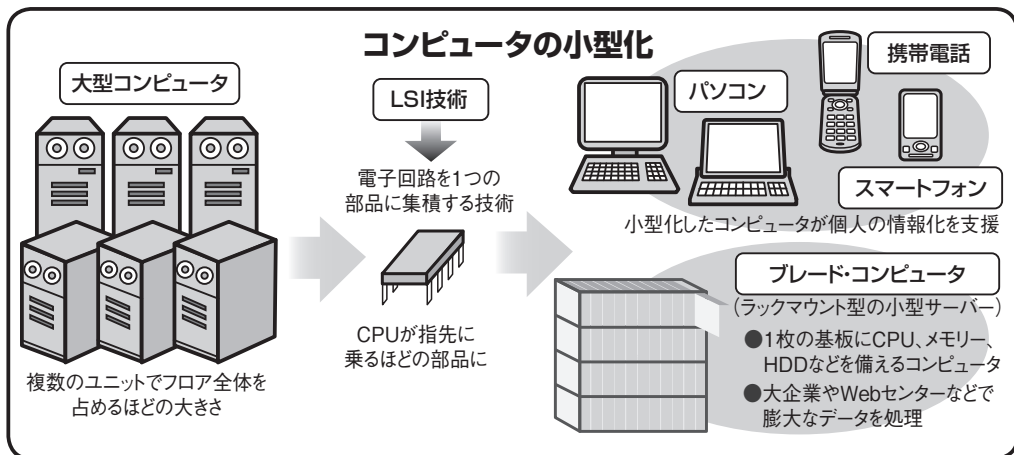 コンピュータの小型化
大型コンピュータ
複数のユニットでフロア全体を
占めるほどの大きさ
LSI技術
電子回路を1つの
部品に集積する技術
CPUが指先に
乗るほどの部品に
パソコン
携帯電話
スマートフォン
小型化したコンピュータが個人の情報化を支援
ブレード・コンピュータ
(ラックマウント型の小型サーバー)
●1枚の基板にCPU、メモリー、
HDDなどを備えるコンピュータ
●大企業やWebセンターなどで
膨大なデータを処理